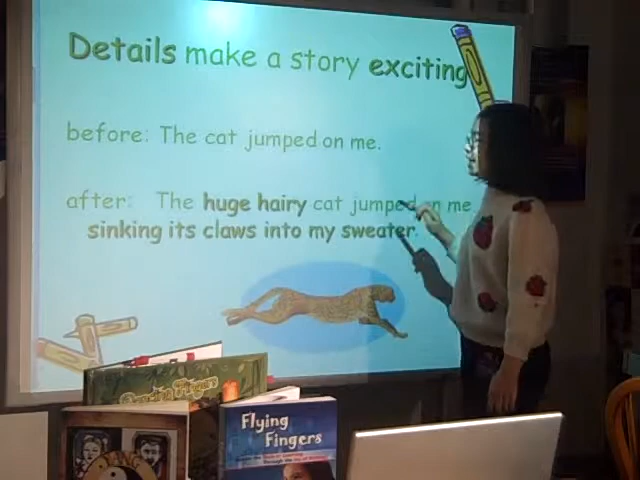 Details make a story exciting
before: The cat jumped on me.
after: The huge hairy cat jumped on me
sinking its claws into my sweater.
Flying
Fingers
YANG